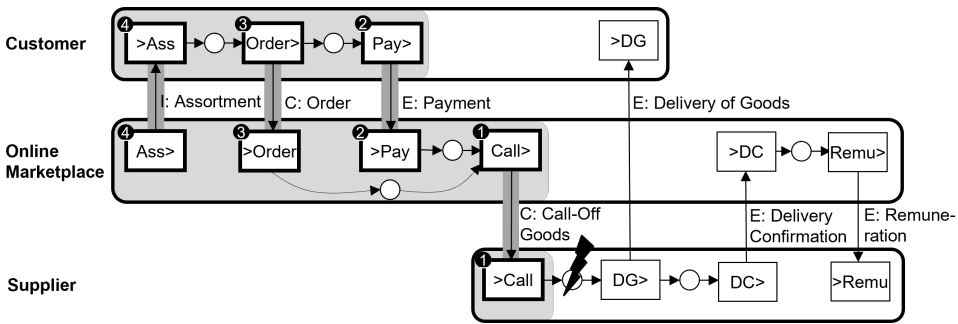 4 3 2
Customer >Ass Order> Pay> >DG
I: Assortment C: Order E: Payment E: Delivery of Goods
4 3 2 1
Online
Marketplace
Ass> >Order >Pay Call> >DC Remu>
C: Call-Off
Goods
E: Delivery
Confirmation
E: Remune-
ration
1
Supplier >Call DG> DC> >Remu